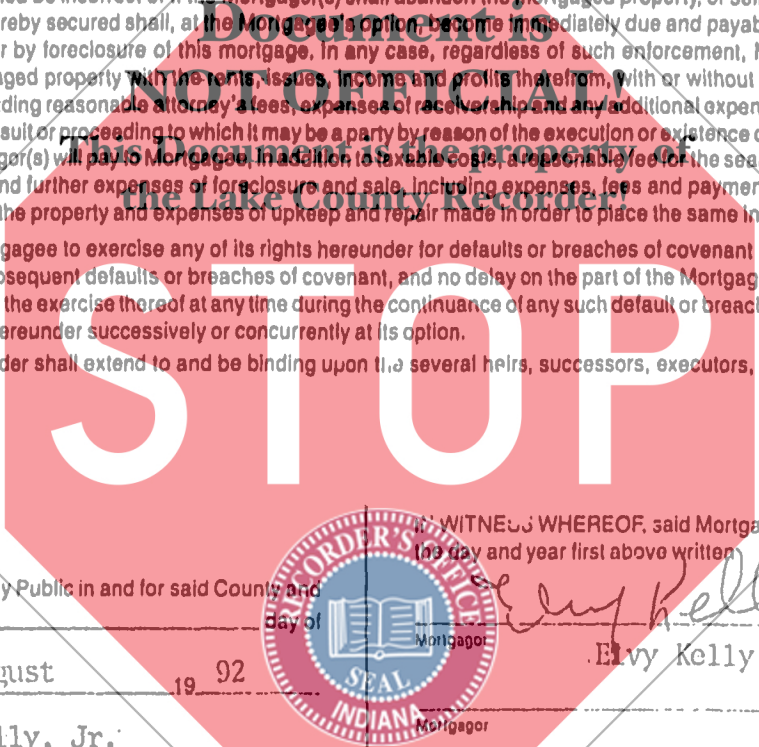 Document is
reby secured shall, at the Mortgagee's option become immediately due and payab
r by foreclosure of this mortgage. In any case, regardless of such enforcement,
aged property with the rents, issues, income and profits therefrom, with or without
NOT OFFICIAL!
rding reasonable attorney's fees, expenses of receivership and any additional expen
suit or proceeding to which it may be a party by reason of the execution or existence o
This Document is the property of
gor(s) will pay to Mortgagee, in addition to taxable costs, a reasonable fee for the sea
nd further expenses of foreclosure and sale, including expenses, fees and paymen
the Lake County Recorder!
he property and expenses of upkeep and repair made in order to place the same in
gagee to exercise any of its rights hereunder for defaults or breaches of covenant
bsequent defaults or breaches of covenant, and no delay on the part of the Mortgag
the exercise thereof at any time during the continuance of any such default or breac
ereunder successively or concurrently at its option.
der shall extend to and be binding upon the several heirs, successors, executors,
STOP
IN WITNESS WHEREOF, said Mortga
the day and year first above written
y Public in and for said County and
day of
Elvy Kelly
Mortgagor
Elvy Kelly
gust 19 92
RECORDER'S OFFICE
SEAL
INDIANA
Mortgagor
lly, Jr.